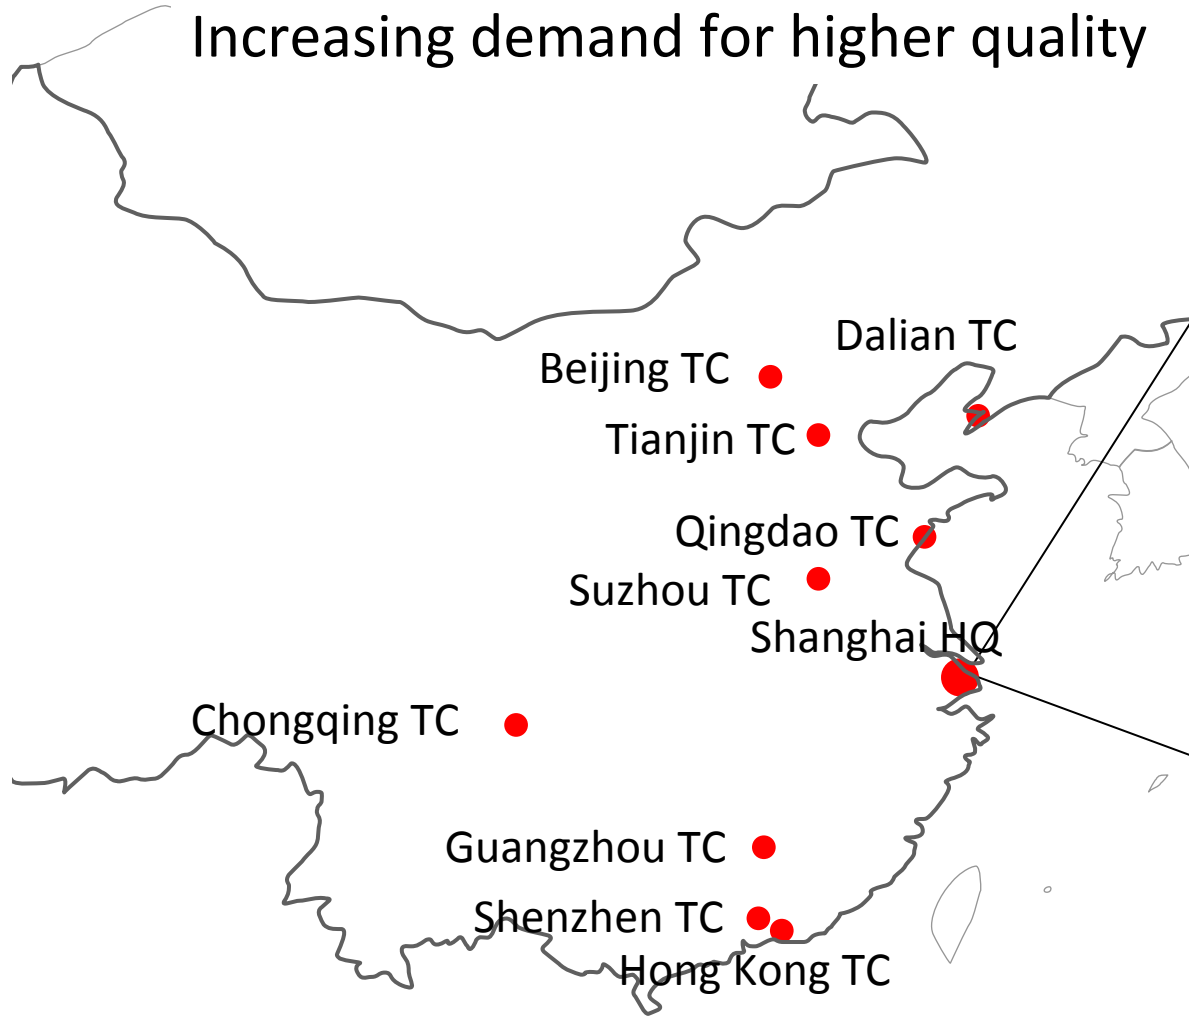 Increasing demand for higher quality
Dalian TC
Beijing TC
Tianjin TC
Qingdao TC
Suzhou TC
Shanghai HQ
Chongqing TC
Guangzhou TC
Shenzhen TC
Hong Kong TC